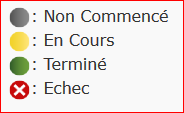 : Non Commencé
: En Cours
: Terminé
: Echec